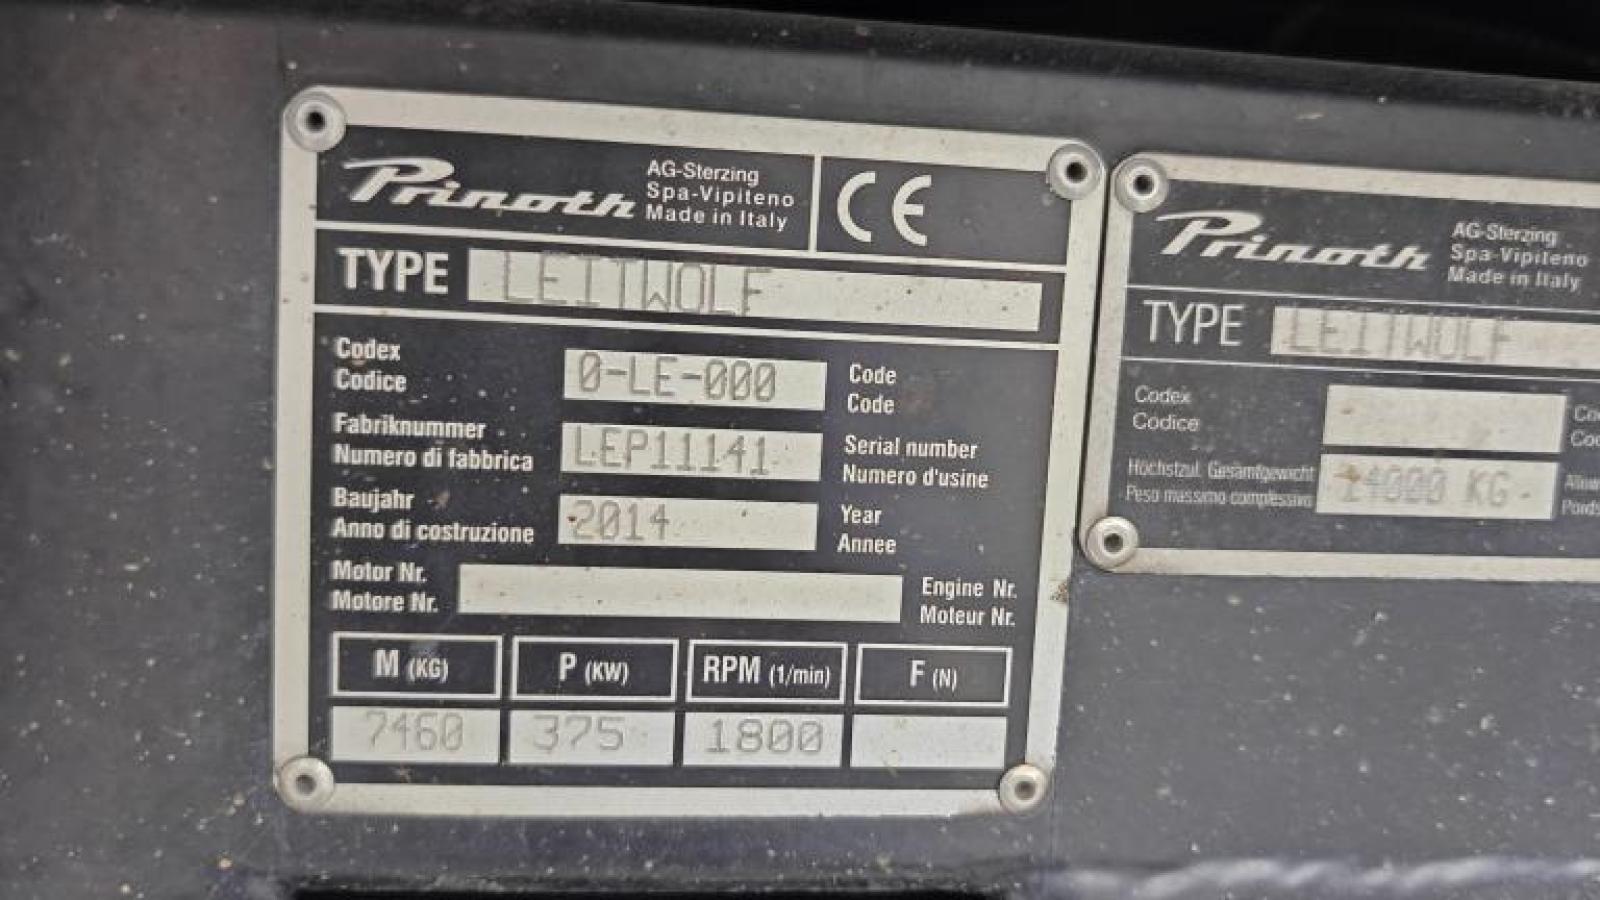 Prinoth
AG-Sterzing
Spa-Vipiteno
Made in Italy
CE
TYPE LEITWOLF
Codex
Codice
0-LE-000
Code
Code
Fabriknummer
Numero di fabbrica
LEP11141
Serial number
Numero d'usine
Baujahr
Anno di costruzione
2014
Year
Annee
Motor Nr.
Motore Nr.
Engine Nr.
Moteur Nr.
M (KG) P (KW) RPM (1/min) F (N)
7460 375 1800
Prinoth
AG-Sterzing
Spa-Vipiteno
Made in Italy
TYPE LEITWOLF
Codex
Codice
Höchstzul. Gesamtgewicht
Peso massimo complessivo
14000 KG